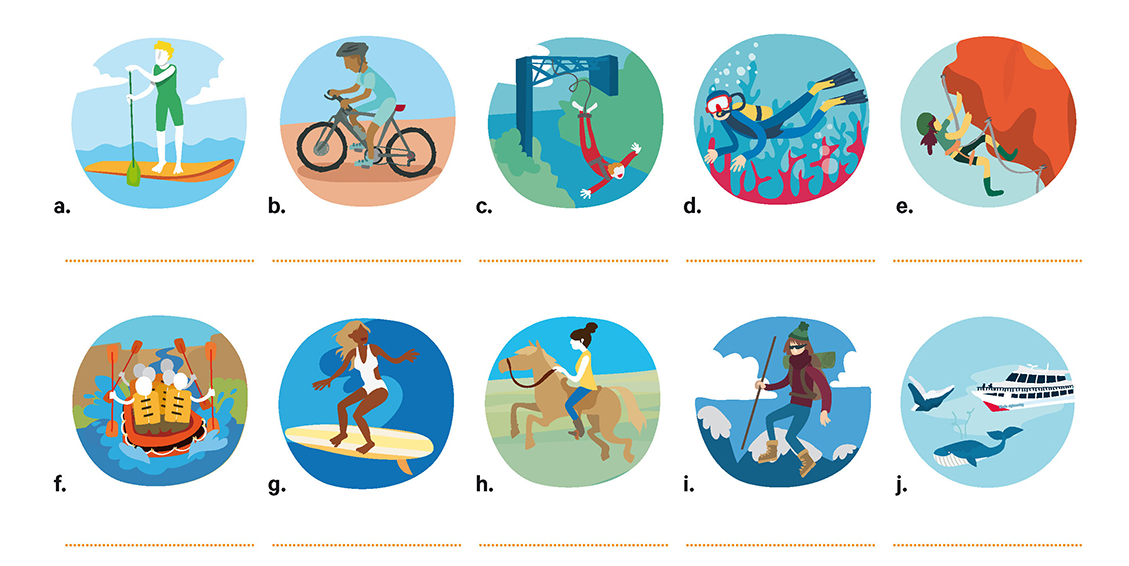 a. b. c. d. e.
f. g. h. i. j.